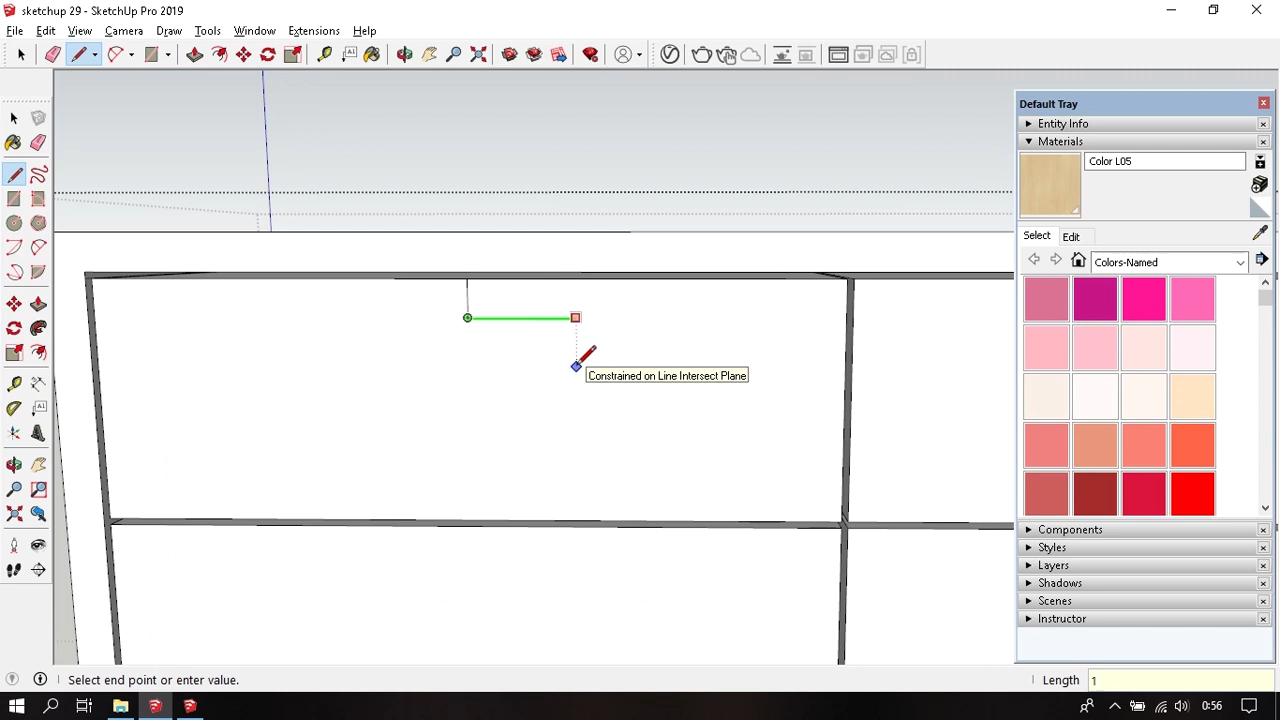 sketchup 29 - SketchUp Pro 2019
File Edit View Camera Draw Tools Window Extensions Help
Default Tray
Entity Info
Materials
Color L05
Select Edit
Colors-Named
Constrained on Line Intersect Plane
Components
Styles
Layers
Shadows
Scenes
Instructor
Select end point or enter value.
Length 1
0:56